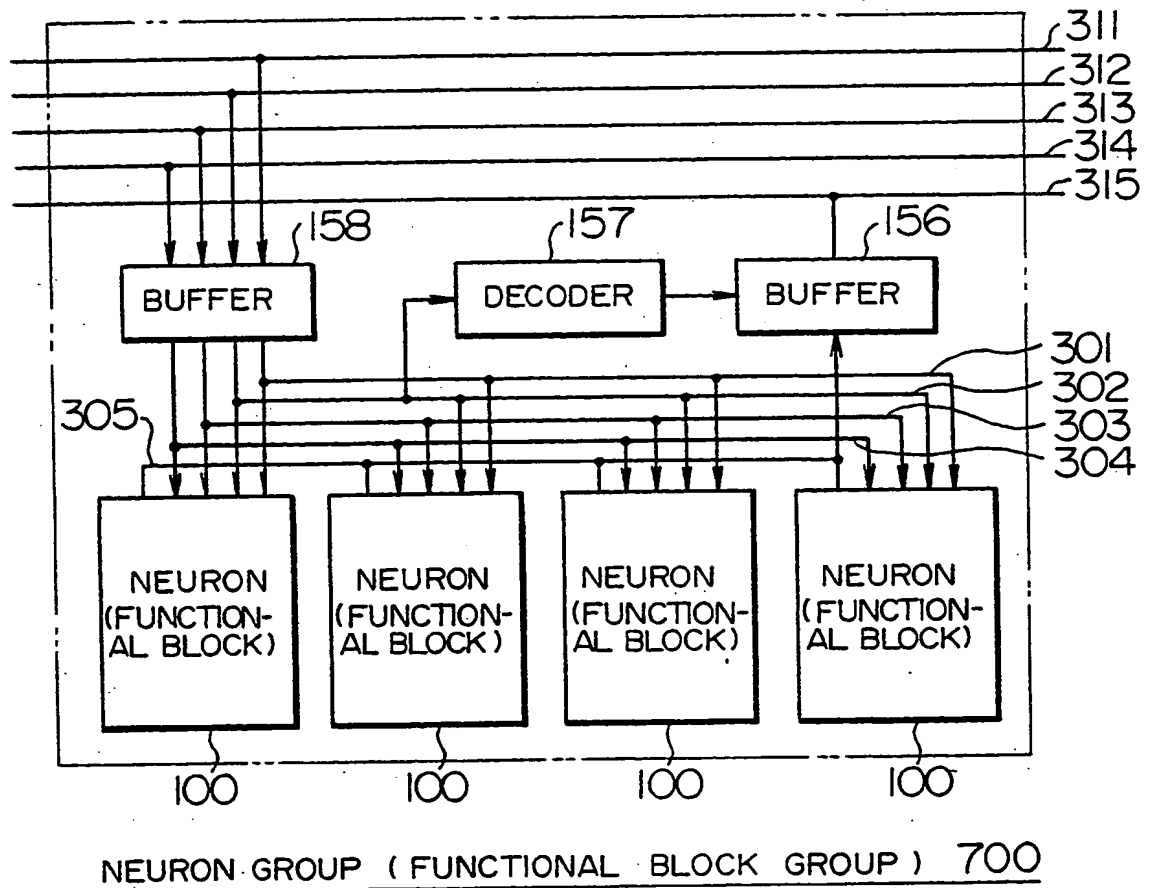 311
312
313
314
315
158
157
156
BUFFER
DECODER
BUFFER
301
302
303
304
305
NEURON
(FUNCTION-
AL BLOCK)
NEURON
(FUNCTION-
AL BLOCK)
NEURON
(FUNCTION-
AL BLOCK)
NEURON
(FUNCTION-
AL BLOCK)
100
100
100
100
NEURON GROUP (FUNCTIONAL BLOCK GROUP) 700